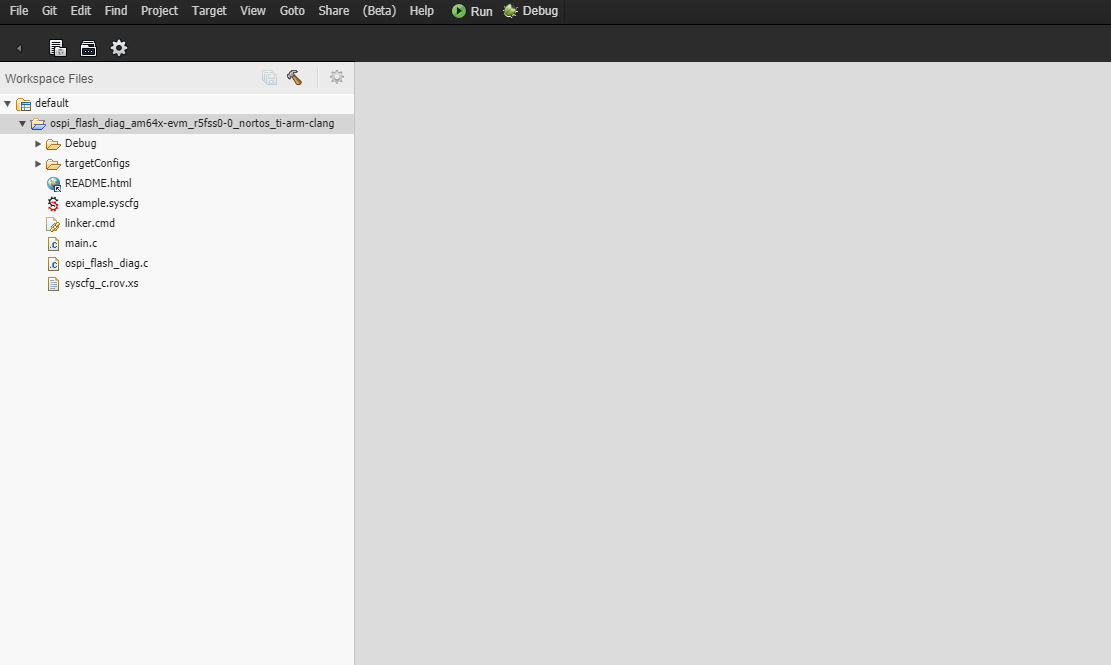 File Git Edit Find Project Target View Goto Share (Beta) Help Run Debug
Workspace Files
default
ospi_flash_diag_am64x-evm_r5fss0-0_nortos_ti-arm-clang
Debug
targetConfigs
README.html
example.syscfg
linker.cmd
main.c
ospi_flash_diag.c
syscfg_c.rov.xs